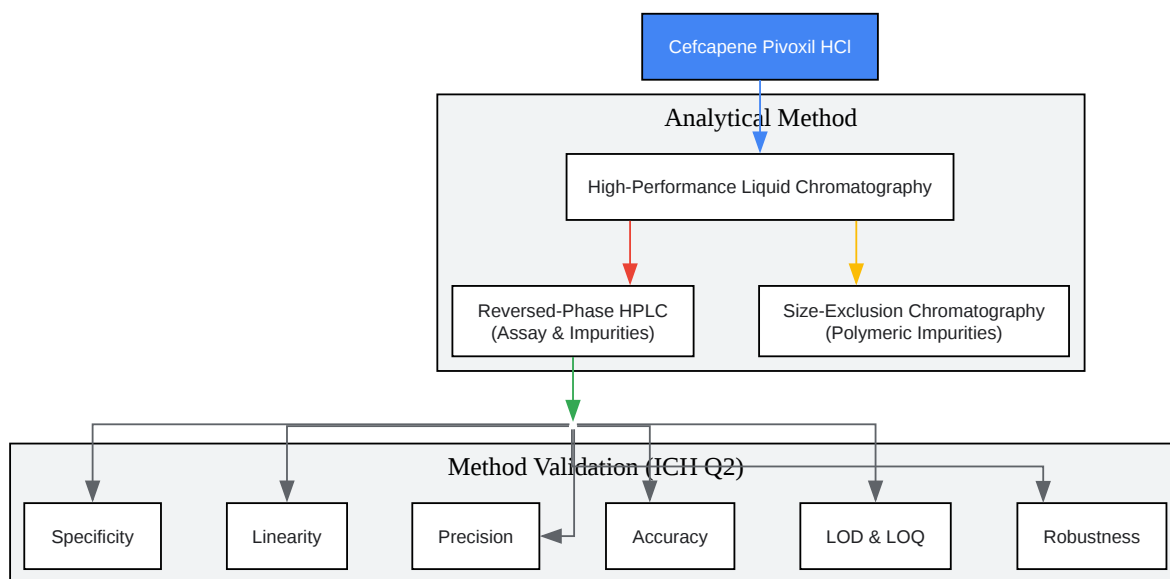 Cefcapene Pivoxil HCl
Analytical Method
High-Performance Liquid Chromatography
Reversed-Phase HPLC
(Assay & Impurities)
Size-Exclusion Chromatography
(Polymeric Impurities)
Method Validation (ICH Q2)
Specificity
Linearity
Precision
Accuracy
LOD & LOQ
Robustness